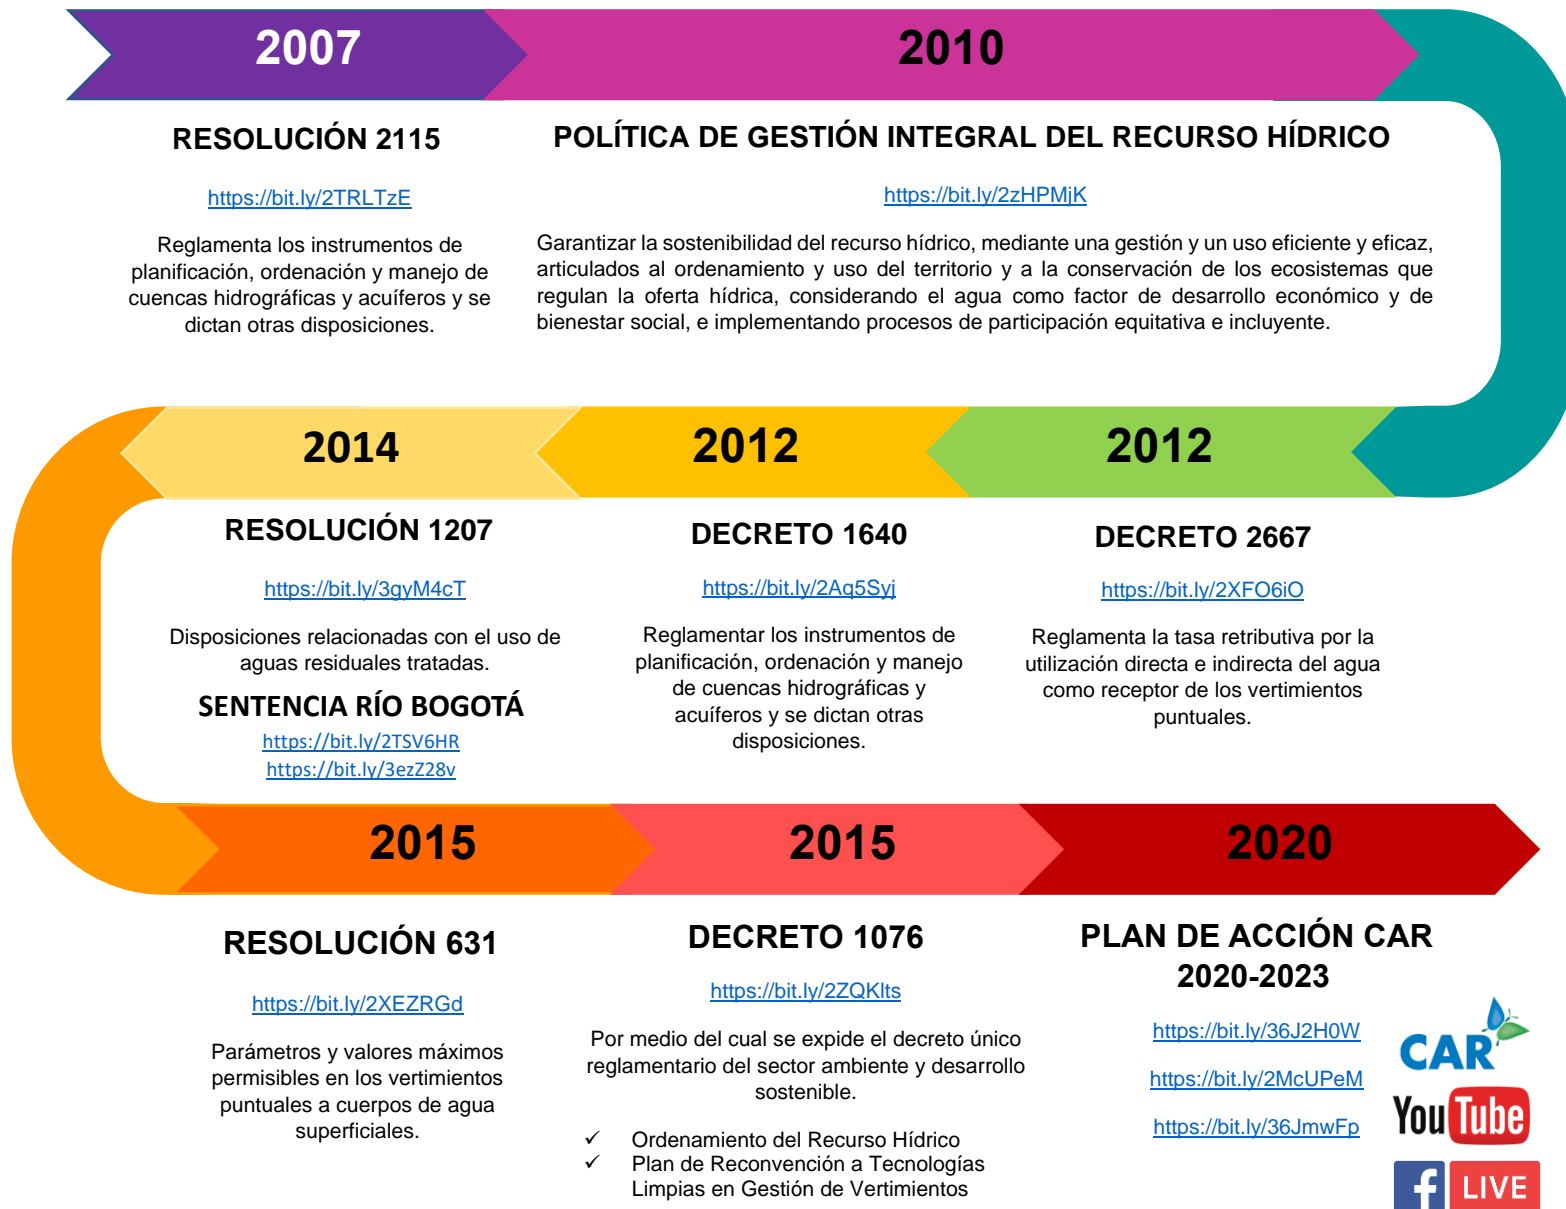 2007
2010
RESOLUCIÓN 2115
https://bit.ly/2TRLTzE
Reglamenta los instrumentos de
planificación, ordenación y manejo de
cuencas hidrográficas y acuíferos y se
dictan otras disposiciones.
POLÍTICA DE GESTIÓN INTEGRAL DEL RECURSO HÍDRICO
https://bit.ly/2zHPMjK
Garantizar la sostenibilidad del recurso hídrico, mediante una gestión y un uso eficiente y eficaz,
articulados al ordenamiento y uso del territorio y a la conservación de los ecosistemas que
regulan la oferta hídrica, considerando el agua como factor de desarrollo económico y de
bienestar social, e implementando procesos de participación equitativa e incluyente.
2014
2012
2012
RESOLUCIÓN 1207
https://bit.ly/3gyM4cT
Disposiciones relacionadas con el uso de
aguas residuales tratadas.
SENTENCIA RÍO BOGOTÁ
https://bit.ly/2TSV6HR
https://bit.ly/3ezZ28v
DECRETO 1640
https://bit.ly/2Aq5Syj
Reglamentar los instrumentos de
planificación, ordenación y manejo
de cuencas hidrográficas y
acuíferos y se dictan otras
disposiciones.
DECRETO 2667
https://bit.ly/2XFO6iO
Reglamenta la tasa retributiva por la
utilización directa e indirecta del agua
como receptor de los vertimientos
puntuales.
2015
2015
2020
RESOLUCIÓN 631
https://bit.ly/2XEZRGd
Parámetros y valores máximos
permisibles en los vertimientos
puntuales a cuerpos de agua
superficiales.
DECRETO 1076
https://bit.ly/2ZQKlts
Por medio del cual se expide el decreto único
reglamentario del sector ambiente y desarrollo
sostenible.
✓ Ordenamiento del Recurso Hídrico
✓ Plan de Reconvención a Tecnologías
Limpias en Gestión de Vertimientos
PLAN DE ACCIÓN CAR
2020-2023
https://bit.ly/36J2H0W
https://bit.ly/2McUPeM
https://bit.ly/36JmwFp
CAR
YouTube
f LIVE